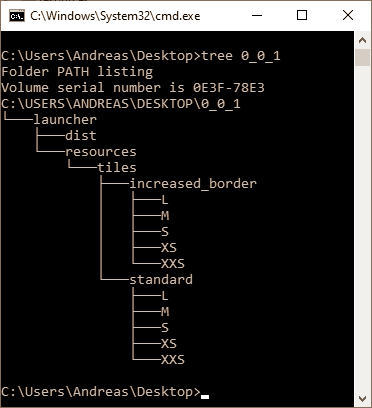 C:\Windows\System32\cmd.exe
C:\Users\Andreas\Desktop>tree 0_0_1
Folder PATH listing
Volume serial number is 0E3F-78E3
C:\USERS\ANDREAS\DESKTOP\0_0_1
└───launcher
    ├───dist
    └───resources
        └───tiles
            ├───increased_border
            │   ├───L
            │   ├───M
            │   ├───S
            │   ├───XS
            │   └───XXS
            └───standard
                ├───L
                ├───M
                ├───S
                ├───XS
                └───XXS
C:\Users\Andreas\Desktop>